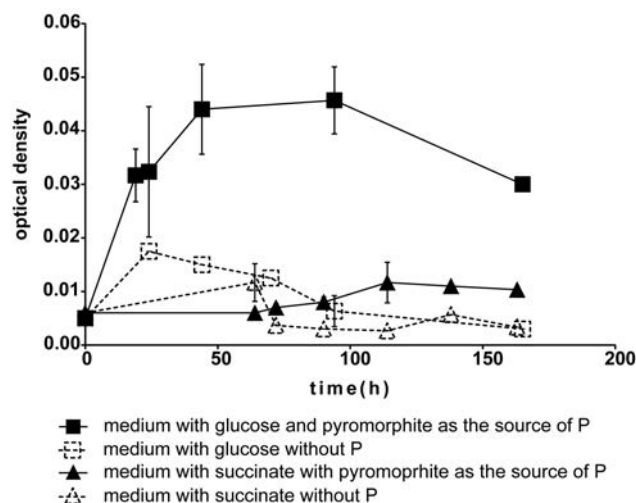 0.06
0.05
0.04
0.03
0.02
0.01
0.00
optical density
0 50 100 150 200
time(h)
medium with glucose and pyromorphite as the source of P
medium with glucose without P
medium with succinate with pyromoprhite as the source of P
medium with succinate without P